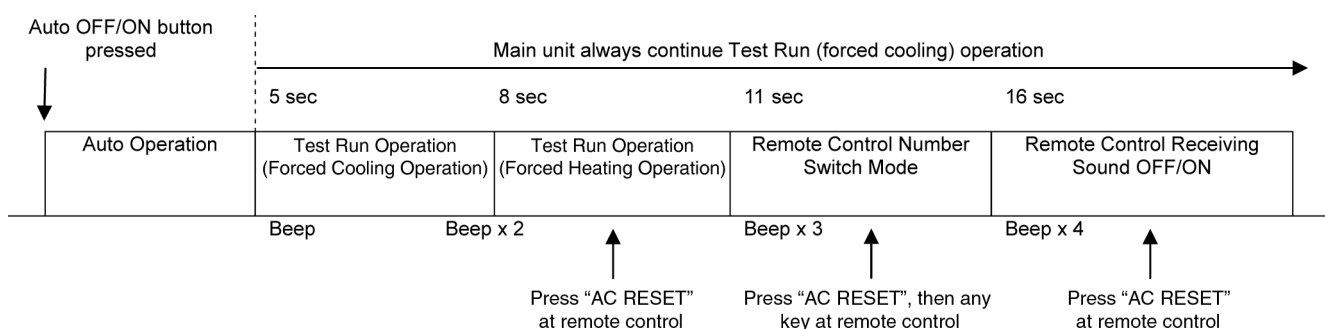 Auto OFF/ON button
pressed
Main unit always continue Test Run (forced cooling) operation
5 sec
8 sec
11 sec
16 sec
Auto Operation
Test Run Operation
(Forced Cooling Operation)
Test Run Operation
(Forced Heating Operation)
Remote Control Number
Switch Mode
Remote Control Receiving
Sound OFF/ON
Beep
Beep x 2
Beep x 3
Beep x 4
Press “AC RESET”
at remote control
Press “AC RESET”, then any
key at remote control
Press “AC RESET”
at remote control